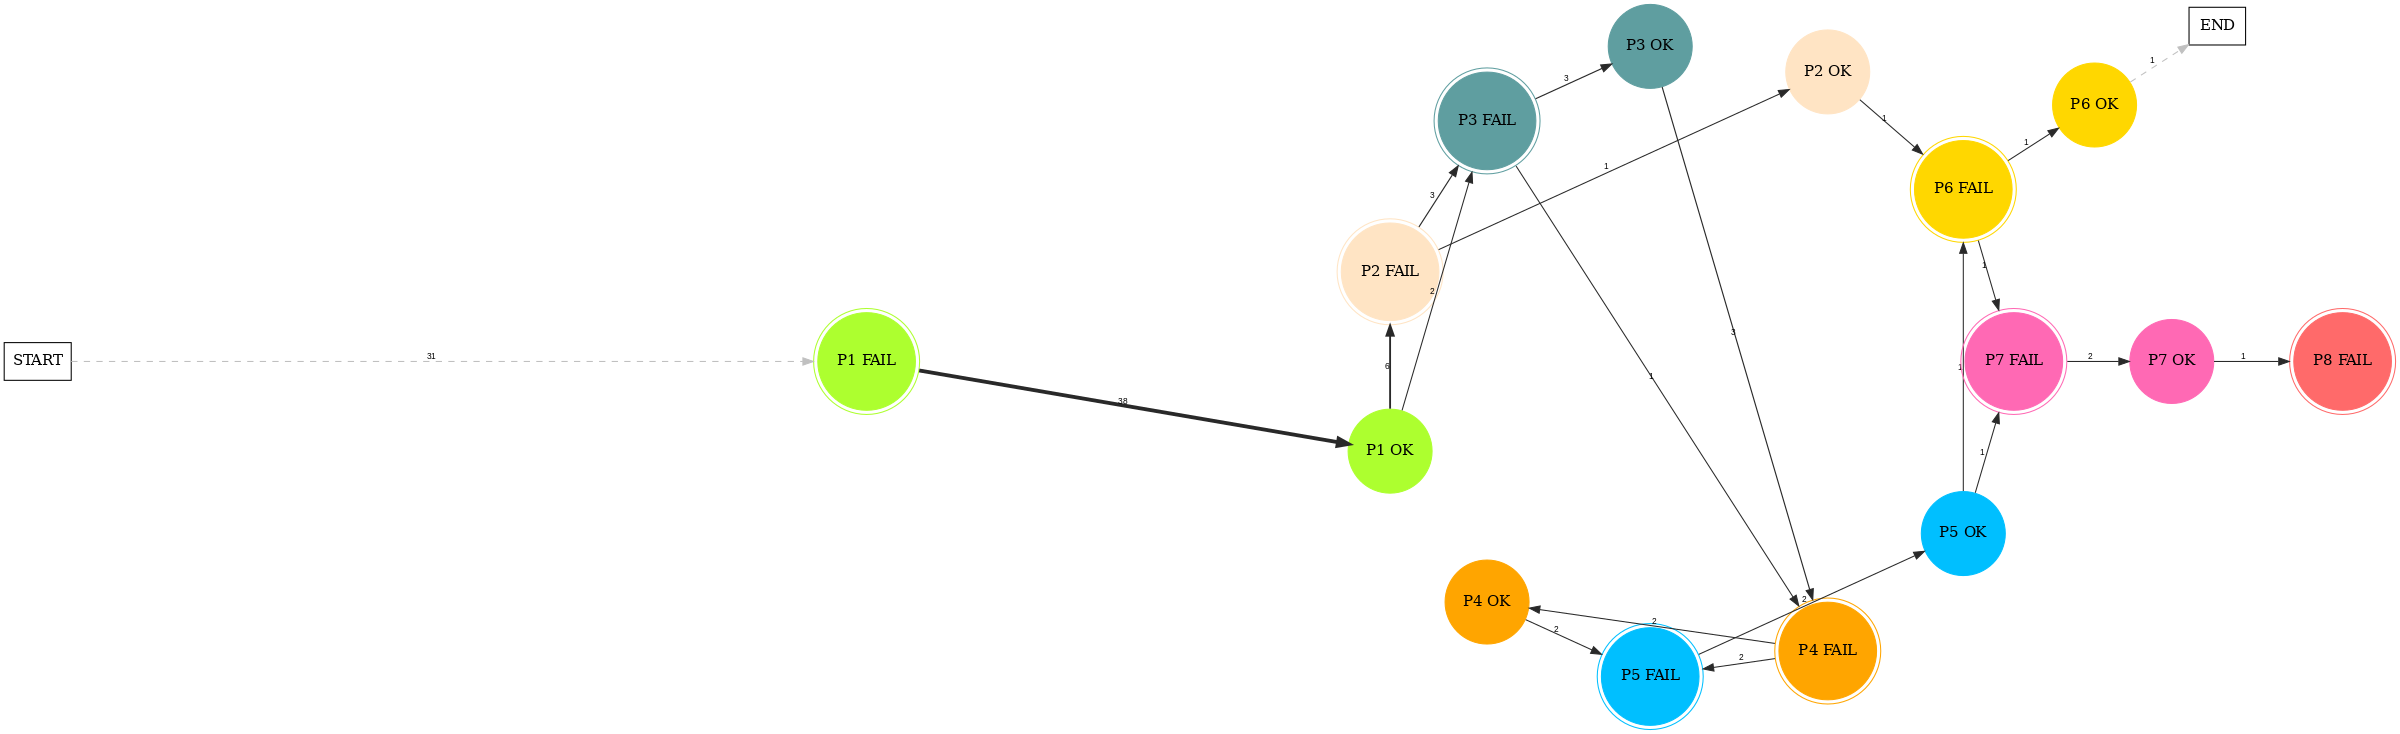 START
31
P1 FAIL
38
P1 OK
6
2
P2 FAIL
3
1
P3 FAIL
3
P3 OK
3
1
P2 OK
1
P6 FAIL
1
P6 OK
1
END
1
P7 FAIL
2
P7 OK
1
P8 FAIL
1
1
P5 OK
P4 OK
2
2
2
P5 FAIL
2
P4 FAIL